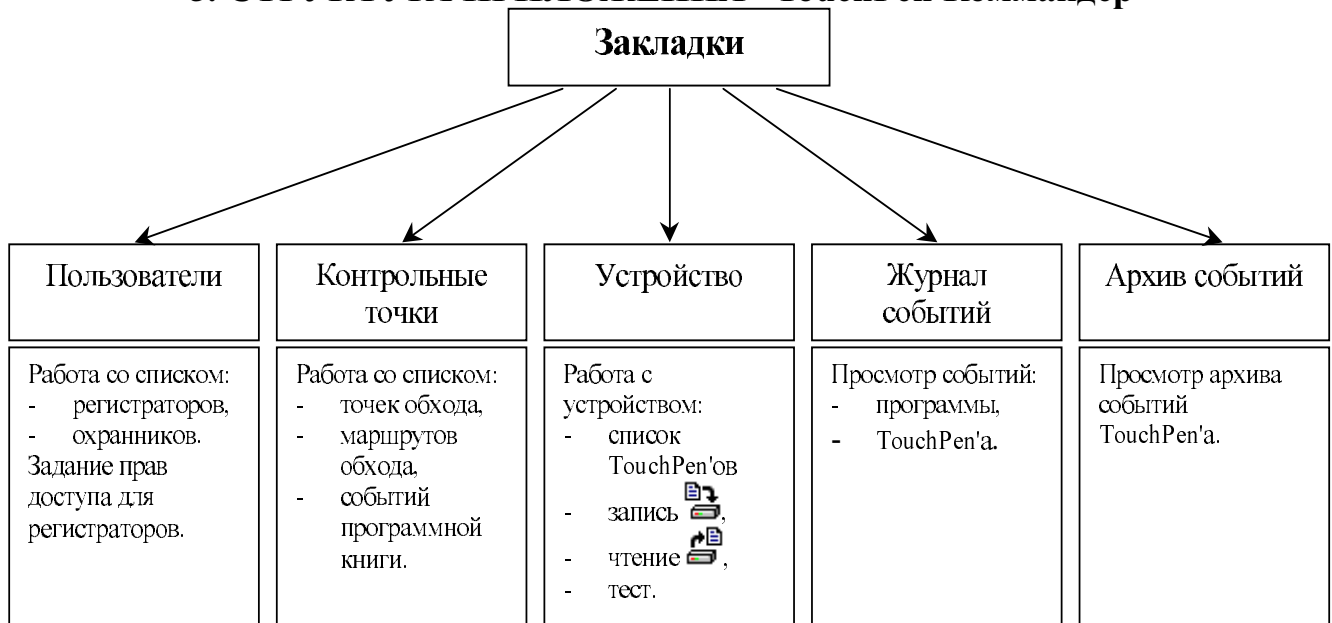 TouchPen Коммандер
Закладки
Пользователи
Контрольные
точки
Устройство
Журнал
событий
Архив событий
Работа со списком:
- регистраторов,
- охранников.
Задание прав
доступа для
регистраторов.
Работа со списком:
- точек обхода,
- маршрутов
обхода,
- событий
программной
книги.
Работа с
устройством:
- список
TouchPen'ов
- запись ,
- чтение ,
- тест.
Просмотр событий:
- программы,
- TouchPen'a.
Просмотр архива
событий
TouchPen'a.